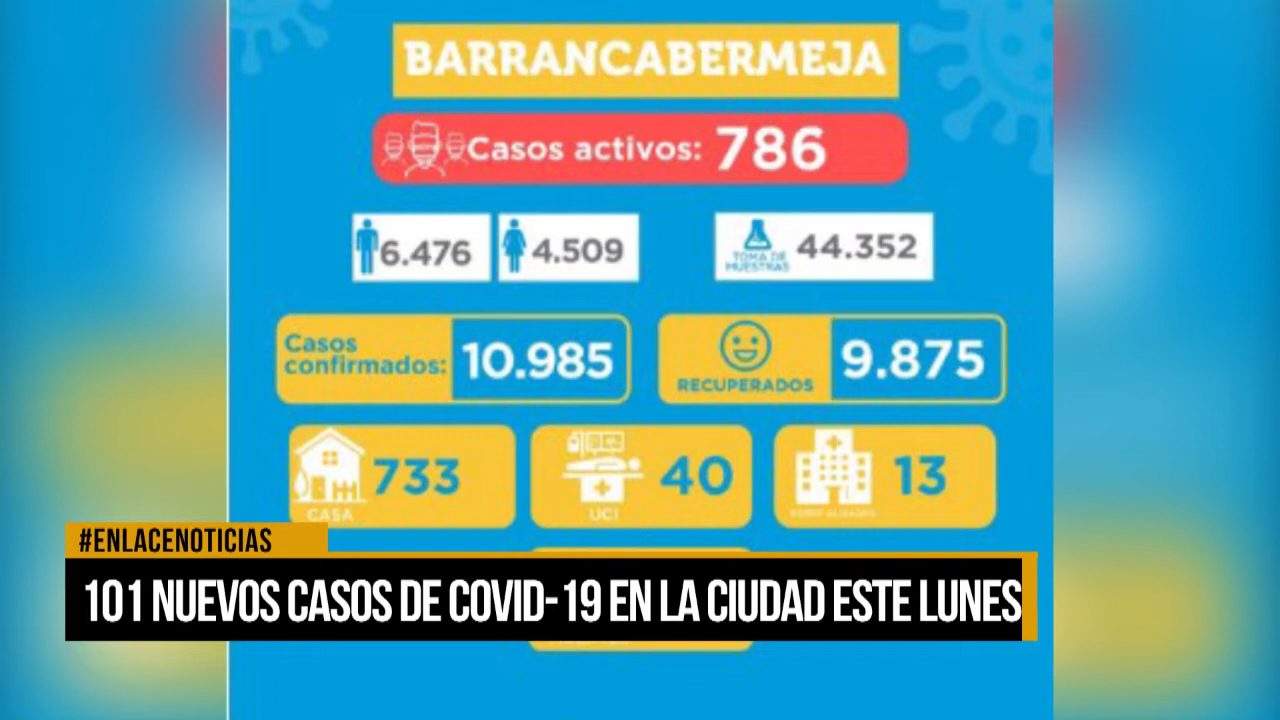 BARRANCABERMEJA
Casos activos: 786
6.476
4.509
TOMA DE
MUESTRAS
44.352
Casos
confirmados:
10.985
RECUPERADOS
9.875
733
CASA
40
UCI
13
#ENLACENOTICIAS
101 NUEVOS CASOS DE COVID-19 EN LA CIUDAD ESTE LUNES